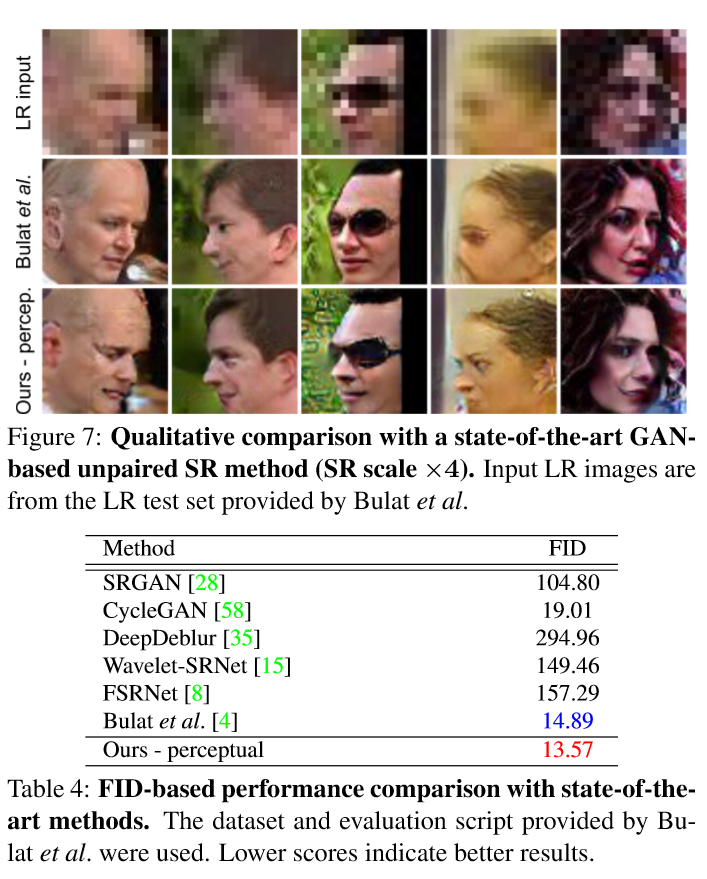 LR input
Bulat et al.
Ours - percep.
Figure 7: Qualitative comparison with a state-of-the-art GAN-
based unpaired SR method (SR scale ×4). Input LR images are
from the LR test set provided by Bulat et al.
Method FID
SRGAN [28] 104.80
CycleGAN [58] 19.01
DeepDeblur [35] 294.96
Wavelet-SRNet [15] 149.46
FSRNet [8] 157.29
Bulat et al. [4] 14.89
Ours - perceptual 13.57
Table 4: FID-based performance comparison with state-of-the-
art methods. The dataset and evaluation script provided by Bu-
lat et al. were used. Lower scores indicate better results.